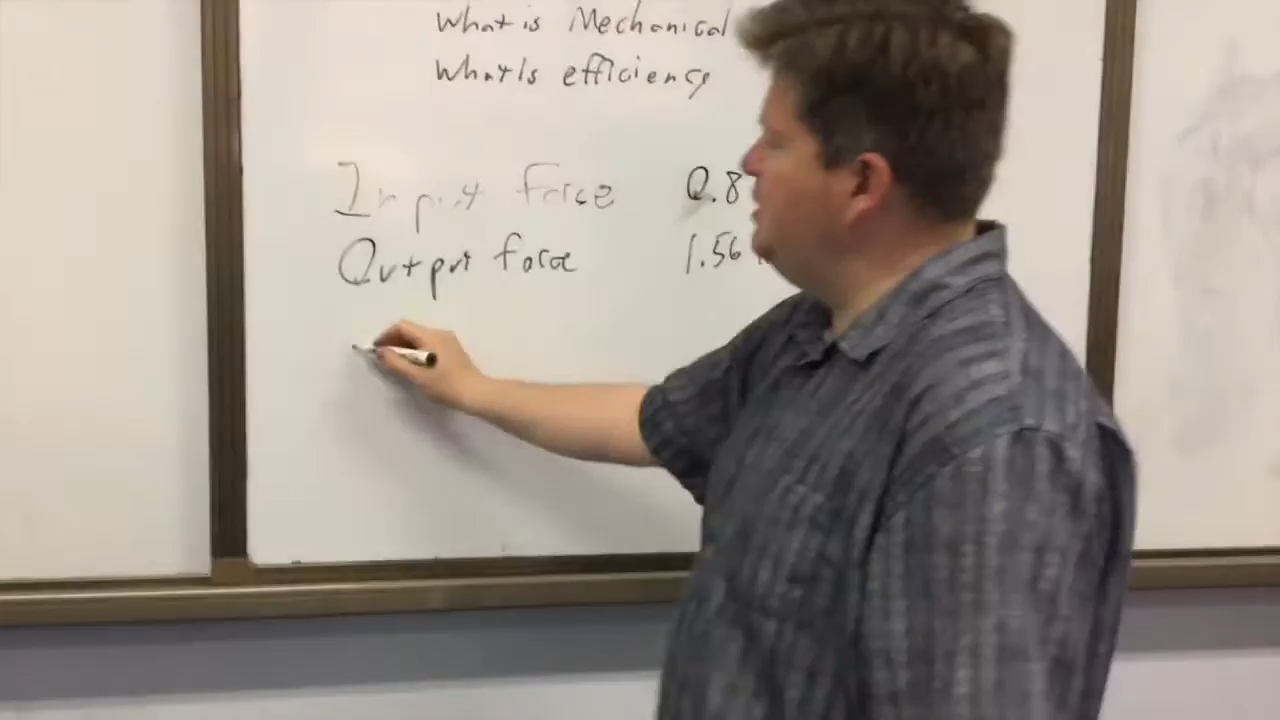 What is Mechanical
What Is efficiency
Input force 0.8
Output force 1.56